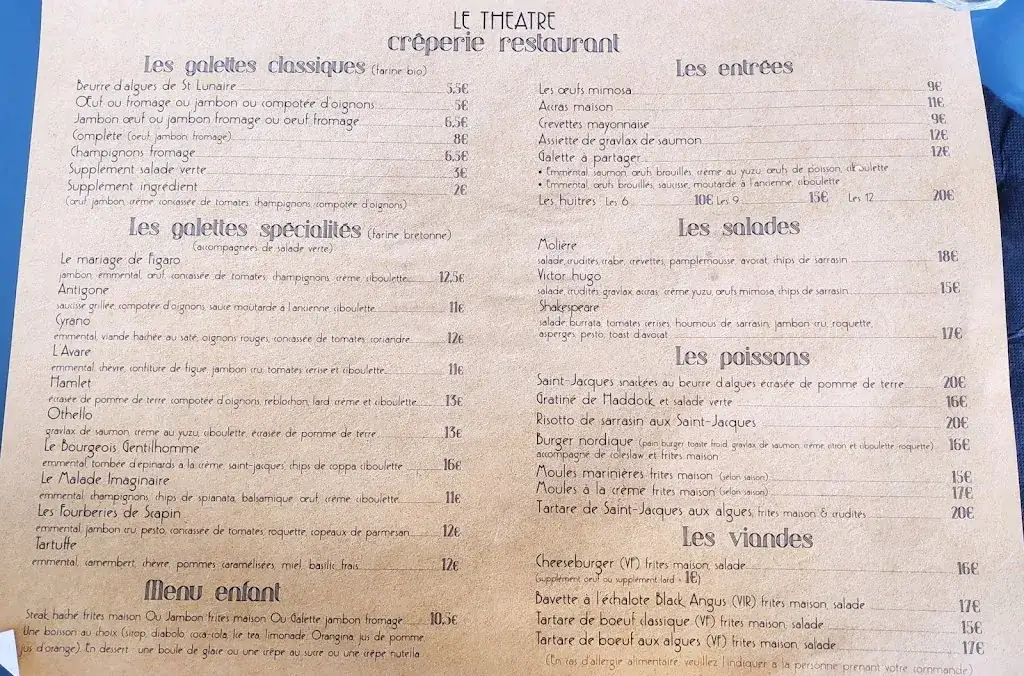 LE THEATRE
crêperie restaurant
Les galettes classiques (farine bio)
Beurre d'algues de St Lunaire 5,5€
Œuf ou fromage ou jambon ou compotée d'oignons 5€
Jambon œuf ou jambon fromage ou oeuf fromage 6,5€
Complète (oeuf, jambon, fromage) 8€
Champignons fromage 6,5€
Supplément salade verte 3€
Supplément ingrédient 2€
(œuf, jambon, crème, concassée de tomates, champignons, compotée d'oignons)
Les galettes spécialités (farine bretonne)
(accompagnées de salade verte)
Le mariage de Figaro
jambon, emmental, œuf, concassée de tomates, champignons, crème, ciboulette 12,5€
Antigone
saucisse grillée, compotée d'oignons, sauce moutarde à l'ancienne, ciboulette 11€
Cyrano
emmental, viande hachée au saté, oignons rouges, concassée de tomates, coriandre 12€
L'Avare
emmental, chèvre, confiture de figue, jambon cru, tomates cerise et ciboulette 11€
Hamlet
écrasée de pomme de terre, compotée d'oignons, reblochon, lard, crème et ciboulette 13€
Othello
gravlax de saumon, crème au yuzu, ciboulette, écrasée de pomme de terre 13€
Le Bourgeois Gentilhomme
emmental, tombée d'épinards à la crème, saint-jacques, chips de coppa, ciboulette 16€
Le Malade Imaginaire
emmental, champignons, chips de spianata, balsamique, œuf, crème, ciboulette 11€
Les Fourberies de Scapin
emmental, jambon cru, pesto, concassée de tomates, roquette, copeaux de parmesan 12€
Tartuffe
emmental, camembert, chèvre, pommes caramélisées, miel, basilic frais 12€
Menu enfant
Steak haché frites maison Ou Jambon frites maison Ou Galette jambon fromage 10,5€
Une boisson au choix (sirop, diabolo, coca-cola, Ice tea, limonade, Orangina, jus de pomme,
jus d'orange). En dessert : une boule de glace ou une crêpe au sucre ou une crêpe nutella
Les entrées
Les œufs mimosa 9€
Accras maison 11€
Crevettes mayonnaise 9€
Assiette de gravlax de saumon 12€
Galette à partager 12€
• Emmental, saumon, œufs brouillés, crème au yuzu, œufs de poisson, ciboulette
• Emmental, œufs brouillés, saucisse, moutarde à l'ancienne, ciboulette
Les huitres : Les 6 10€ Les 9 15€ Les 12 20€
Les salades
Molière
salade, crudités, crabe, crevettes, pamplemousse, avocat, chips de sarrasin 18€
Victor hugo
salade, crudités, gravlax, accras, crème yuzu, œufs mimosa, chips de sarrasin 15€
Shakespeare
salade, burrata, tomates cerises, houmous de sarrasin, jambon cru, roquette,
asperges, pesto, toast d'avocat 17€
Les poissons
Saint-Jacques snackées au beurre d'algues écrasée de pomme de terre 20€
Gratiné de Haddock et salade verte 16€
Risotto de sarrasin aux Saint-Jacques 20€
Burger nordique (pain burger toasté froid, gravlax de saumon, crème citron et ciboulette, roquette) 16€
accompagné de coleslaw et frites maison
Moules marinières frites maison (selon saison) 15€
Moules à la crème frites maison (selon saison) 17€
Tartare de Saint-Jacques aux algues, frites maison & crudités 20€
Les viandes
Cheeseburger (VF) frites maison, salade 16€
(supplément oeuf ou supplément lard + 1€)
Bavette à l'échalote Black Angus (VIR) frites maison, salade 17€
Tartare de boeuf classique (VF) frites maison, salade 15€
Tartare de boeuf aux algues (VF) frites maison, salade 17€
(En cas d'allergie alimentaire, veuillez l'indiquer à la personne prenant votre commande)